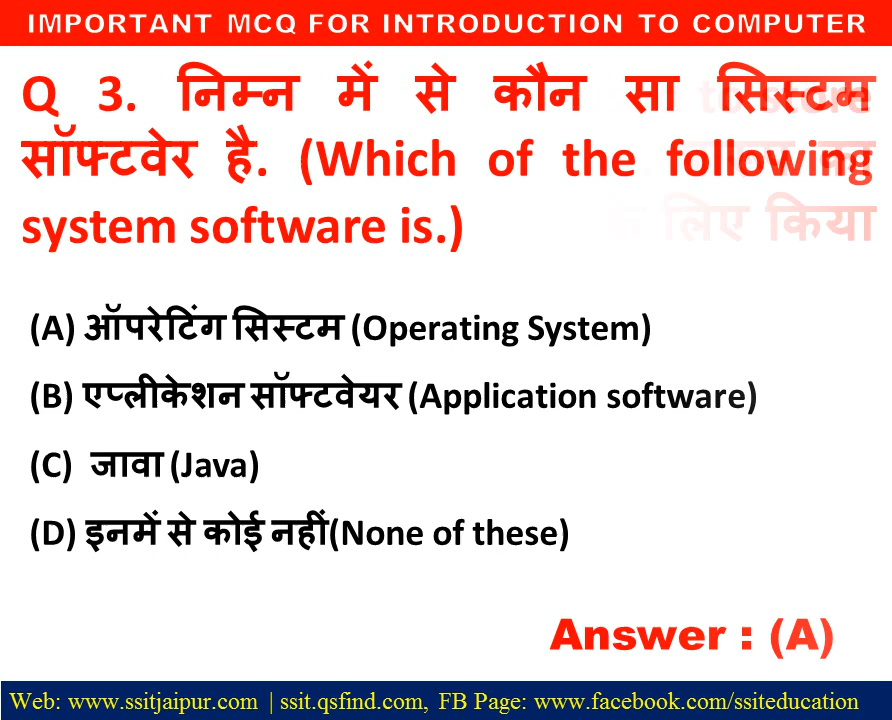 IMPORTANT MCQ FOR INTRODUCTION TO COMPUTER
Q 3. निम्न में से कौन सा सिस्टम
सॉफ्टवेर है. (Which of the following
system software is.)
to store
लिए किया
(A) ऑपरेटिंग सिस्टम (Operating System)
(B) एप्लीकेशन सॉफ्टवेयर (Application software)
(C) जावा (Java)
(D) इनमें से कोई नहीं(None of these)
Answer : (A)
Web: www.ssitjaipur.com | ssit.qsfind.com, FB Page: www.facebook.com/ssiteducation